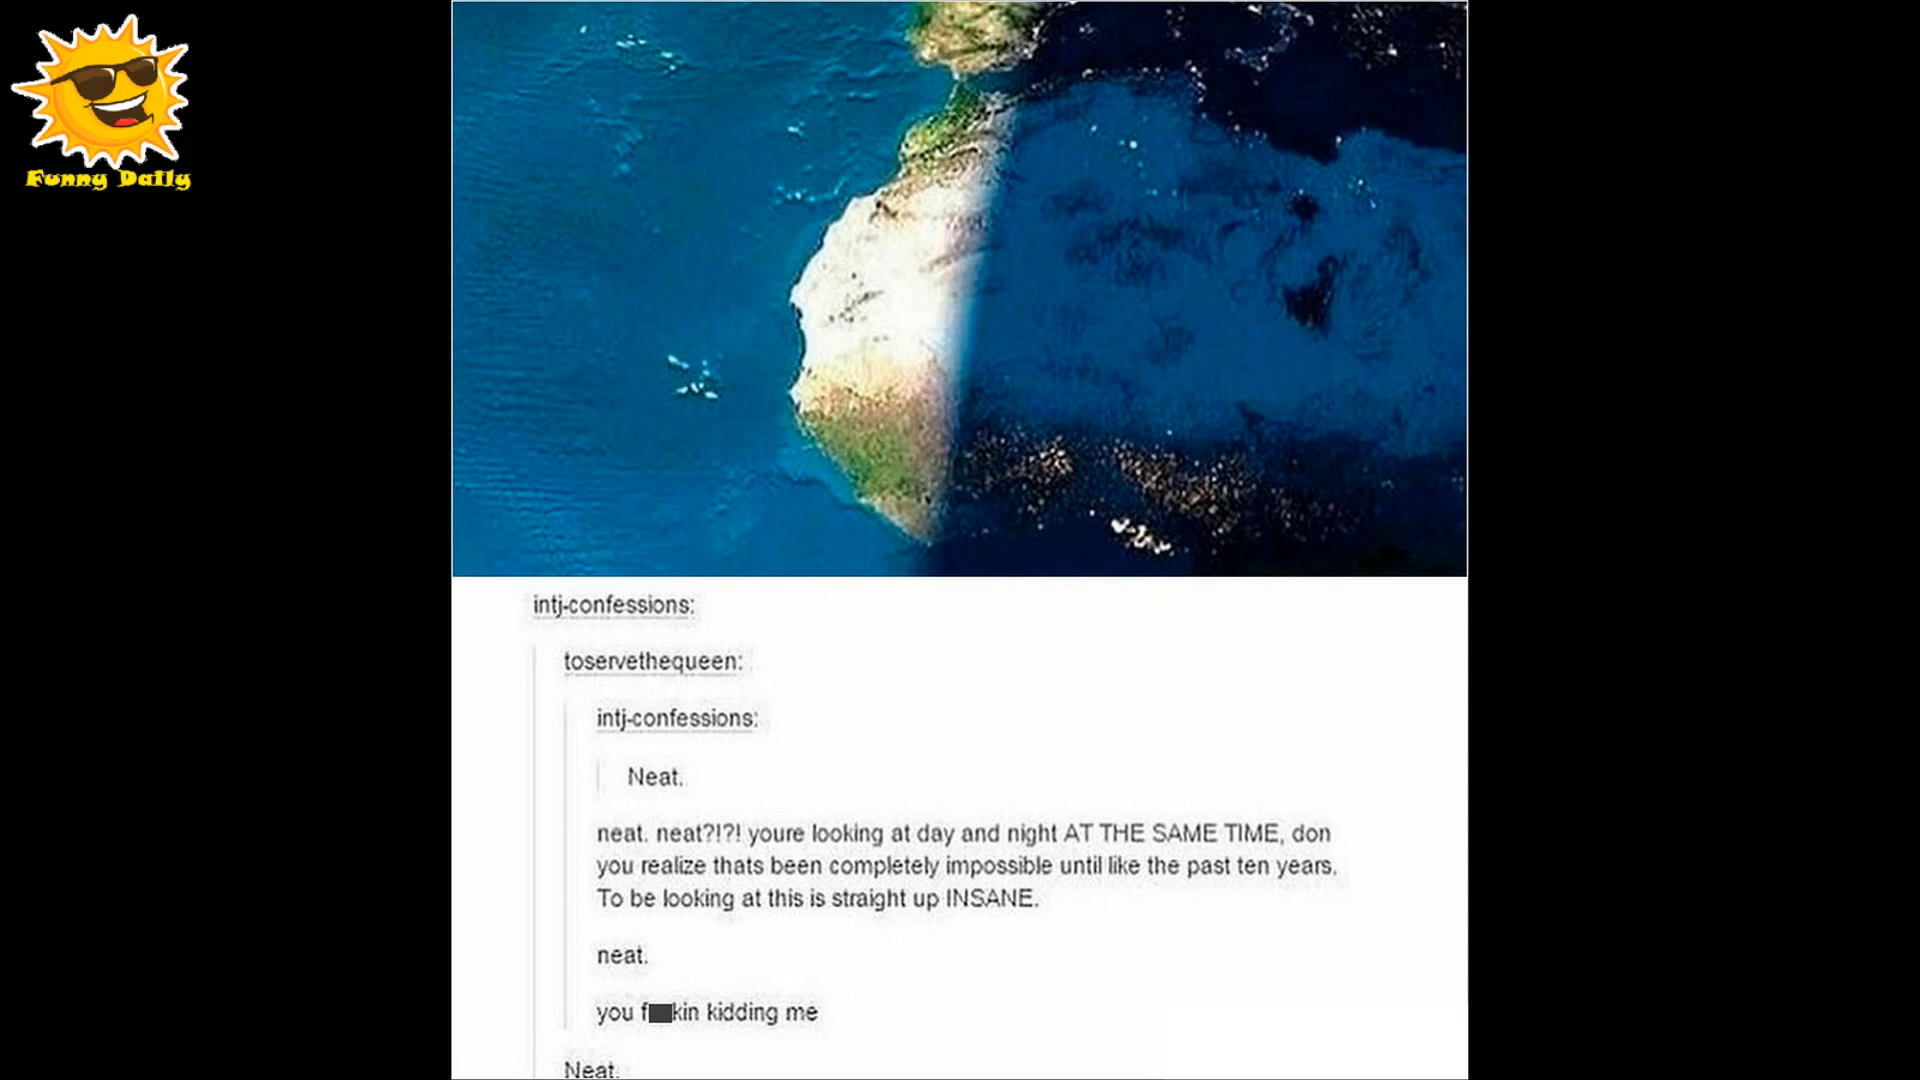 Funny Daily
intj-confessions:
toservethequeen:
intj-confessions:
Neat.
neat. neat?!?! youre looking at day and night AT THE SAME TIME, don
you realize thats been completely impossible until like the past ten years.
To be looking at this is straight up INSANE.
neat.
you f kin kidding me
Neat.